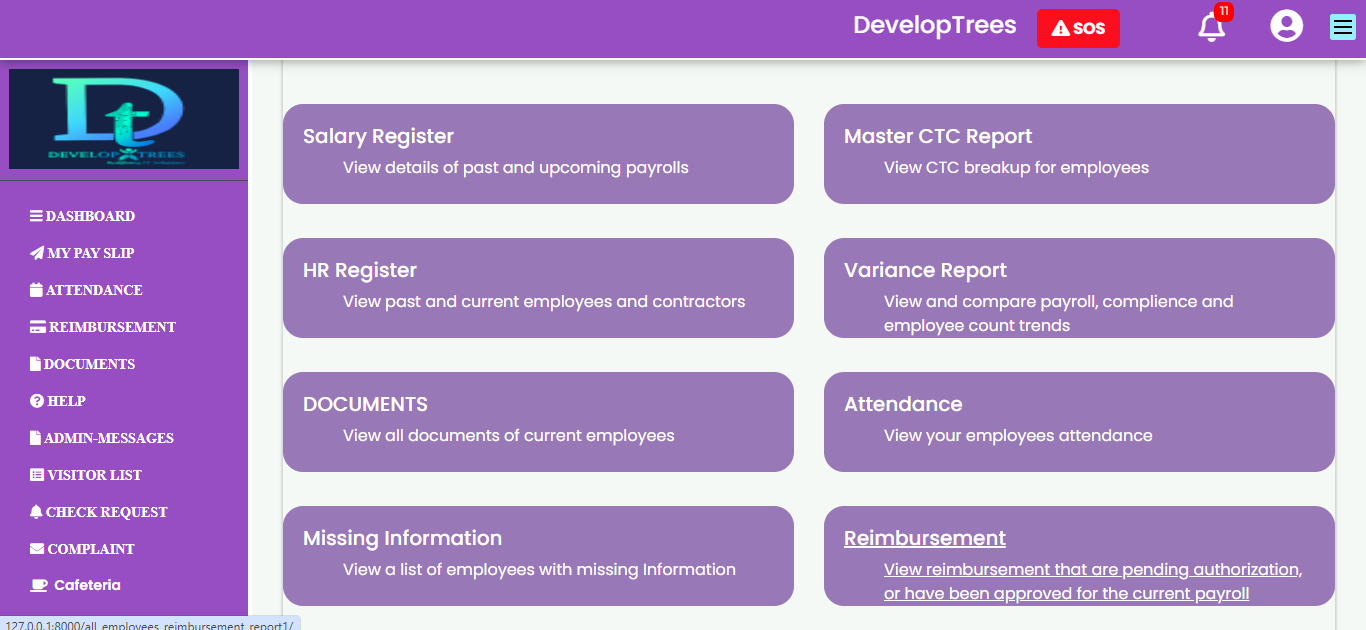 DevelopTrees
SOS
11
DEVELOP TREES
DASHBOARD
MY PAY SLIP
ATTENDANCE
REIMBURSEMENT
DOCUMENTS
HELP
ADMIN-MESSAGES
VISITOR LIST
CHECK REQUEST
COMPLAINT
Cafeteria
Salary Register
View details of past and upcoming payrolls
Master CTC Report
View CTC breakup for employees
HR Register
View past and current employees and contractors
Variance Report
View and compare payroll, complience and
employee count trends
DOCUMENTS
View all documents of current employees
Attendance
View your employees attendance
Missing Information
View a list of employees with missing Information
Reimbursement
View reimbursement that are pending authorization,
or have been approved for the current payroll
127.0.0.1:8000/all_employees_reimbursement_report1/